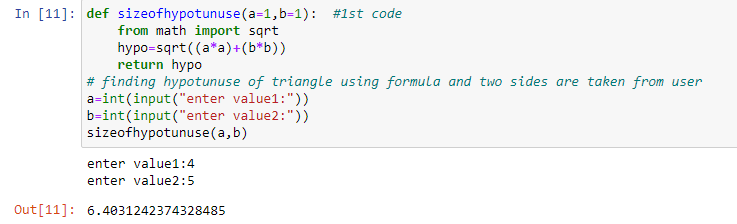 In [11]: def sizeofhypotunuse(a=1,b=1):  #1st code
    from math import sqrt
    hypo=sqrt((a*a)+(b*b))
    return hypo
# finding hypotunuse of triangle using formula and two sides are taken from user
a=int(input("enter value1:"))
b=int(input("enter value2:"))
sizeofhypotunuse(a,b)
enter value1:4
enter value2:5
Out[11]: 6.4031242374328485